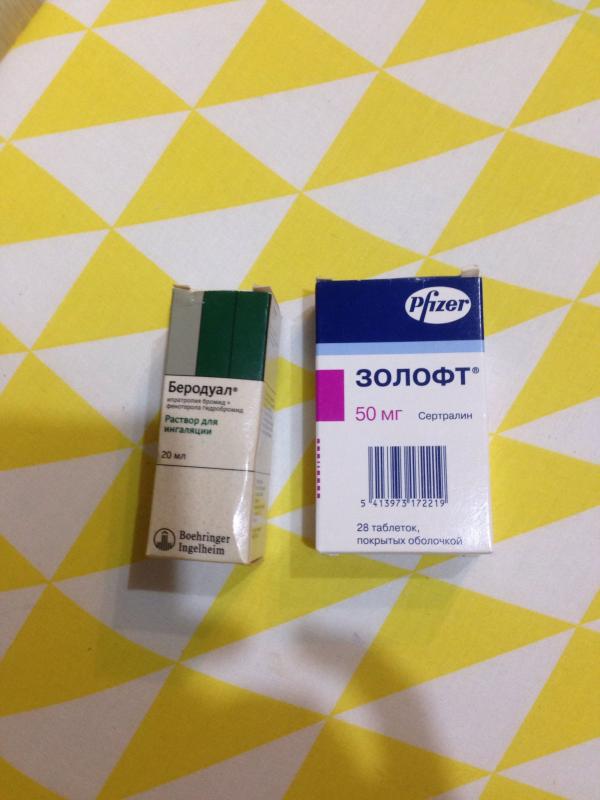 Беродуал®
ипратропия бромид +
фенотерола гидробромид
Раствор для
ингаляции
20 мл
Boehringer
Ingelheim
Pfizer
ЗОЛОФТ®
50 мг Сертралин
5 413973 172219
28 таблеток,
покрытых оболочкой